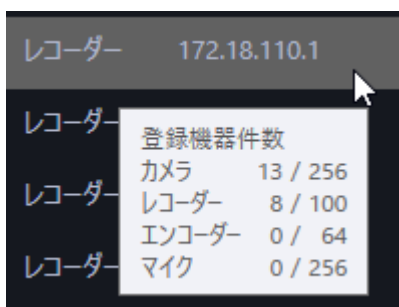 レコーダー 172.18.110.1
レコーダー
登録機器件数
カメラ 13 / 256
レコーダー 8 / 100
レコーダー
エンコーダー 0 / 64
マイク 0 / 256
レコーダー